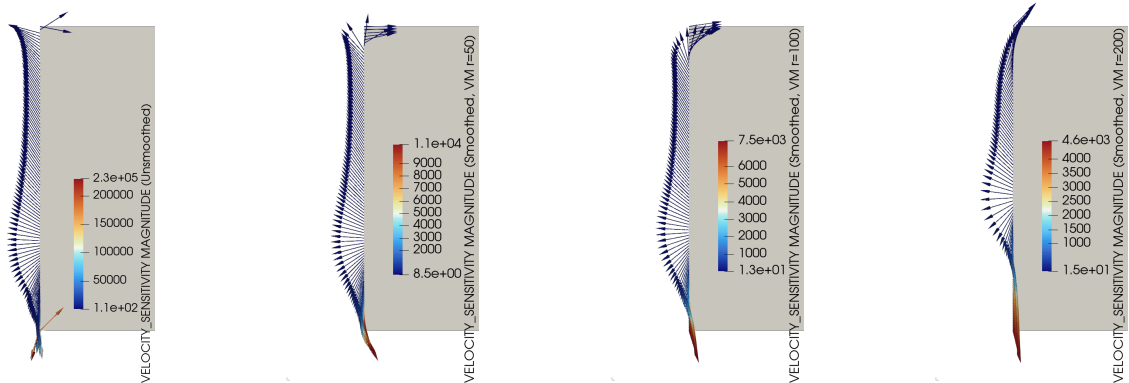 VELOCITY_SENSITIVITY MAGNITUDE (Unsmoothed)
2.3e+05
200000
150000
100000
50000
1.1e+02
VELOCITY_SENSITIVITY MAGNITUDE (Smoothed, VM r=50)
1.1e+04
9000
8000
7000
6000
5000
4000
3000
2000
8.5e+00
VELOCITY_SENSITIVITY MAGNITUDE (Smoothed, VM r=100)
7.5e+03
6000
5000
4000
3000
2000
1000
1.3e+01
VELOCITY_SENSITIVITY MAGNITUDE (Smoothed, VM r=200)
4.6e+03
4000
3500
3000
2500
2000
1500
1000
1.5e+01